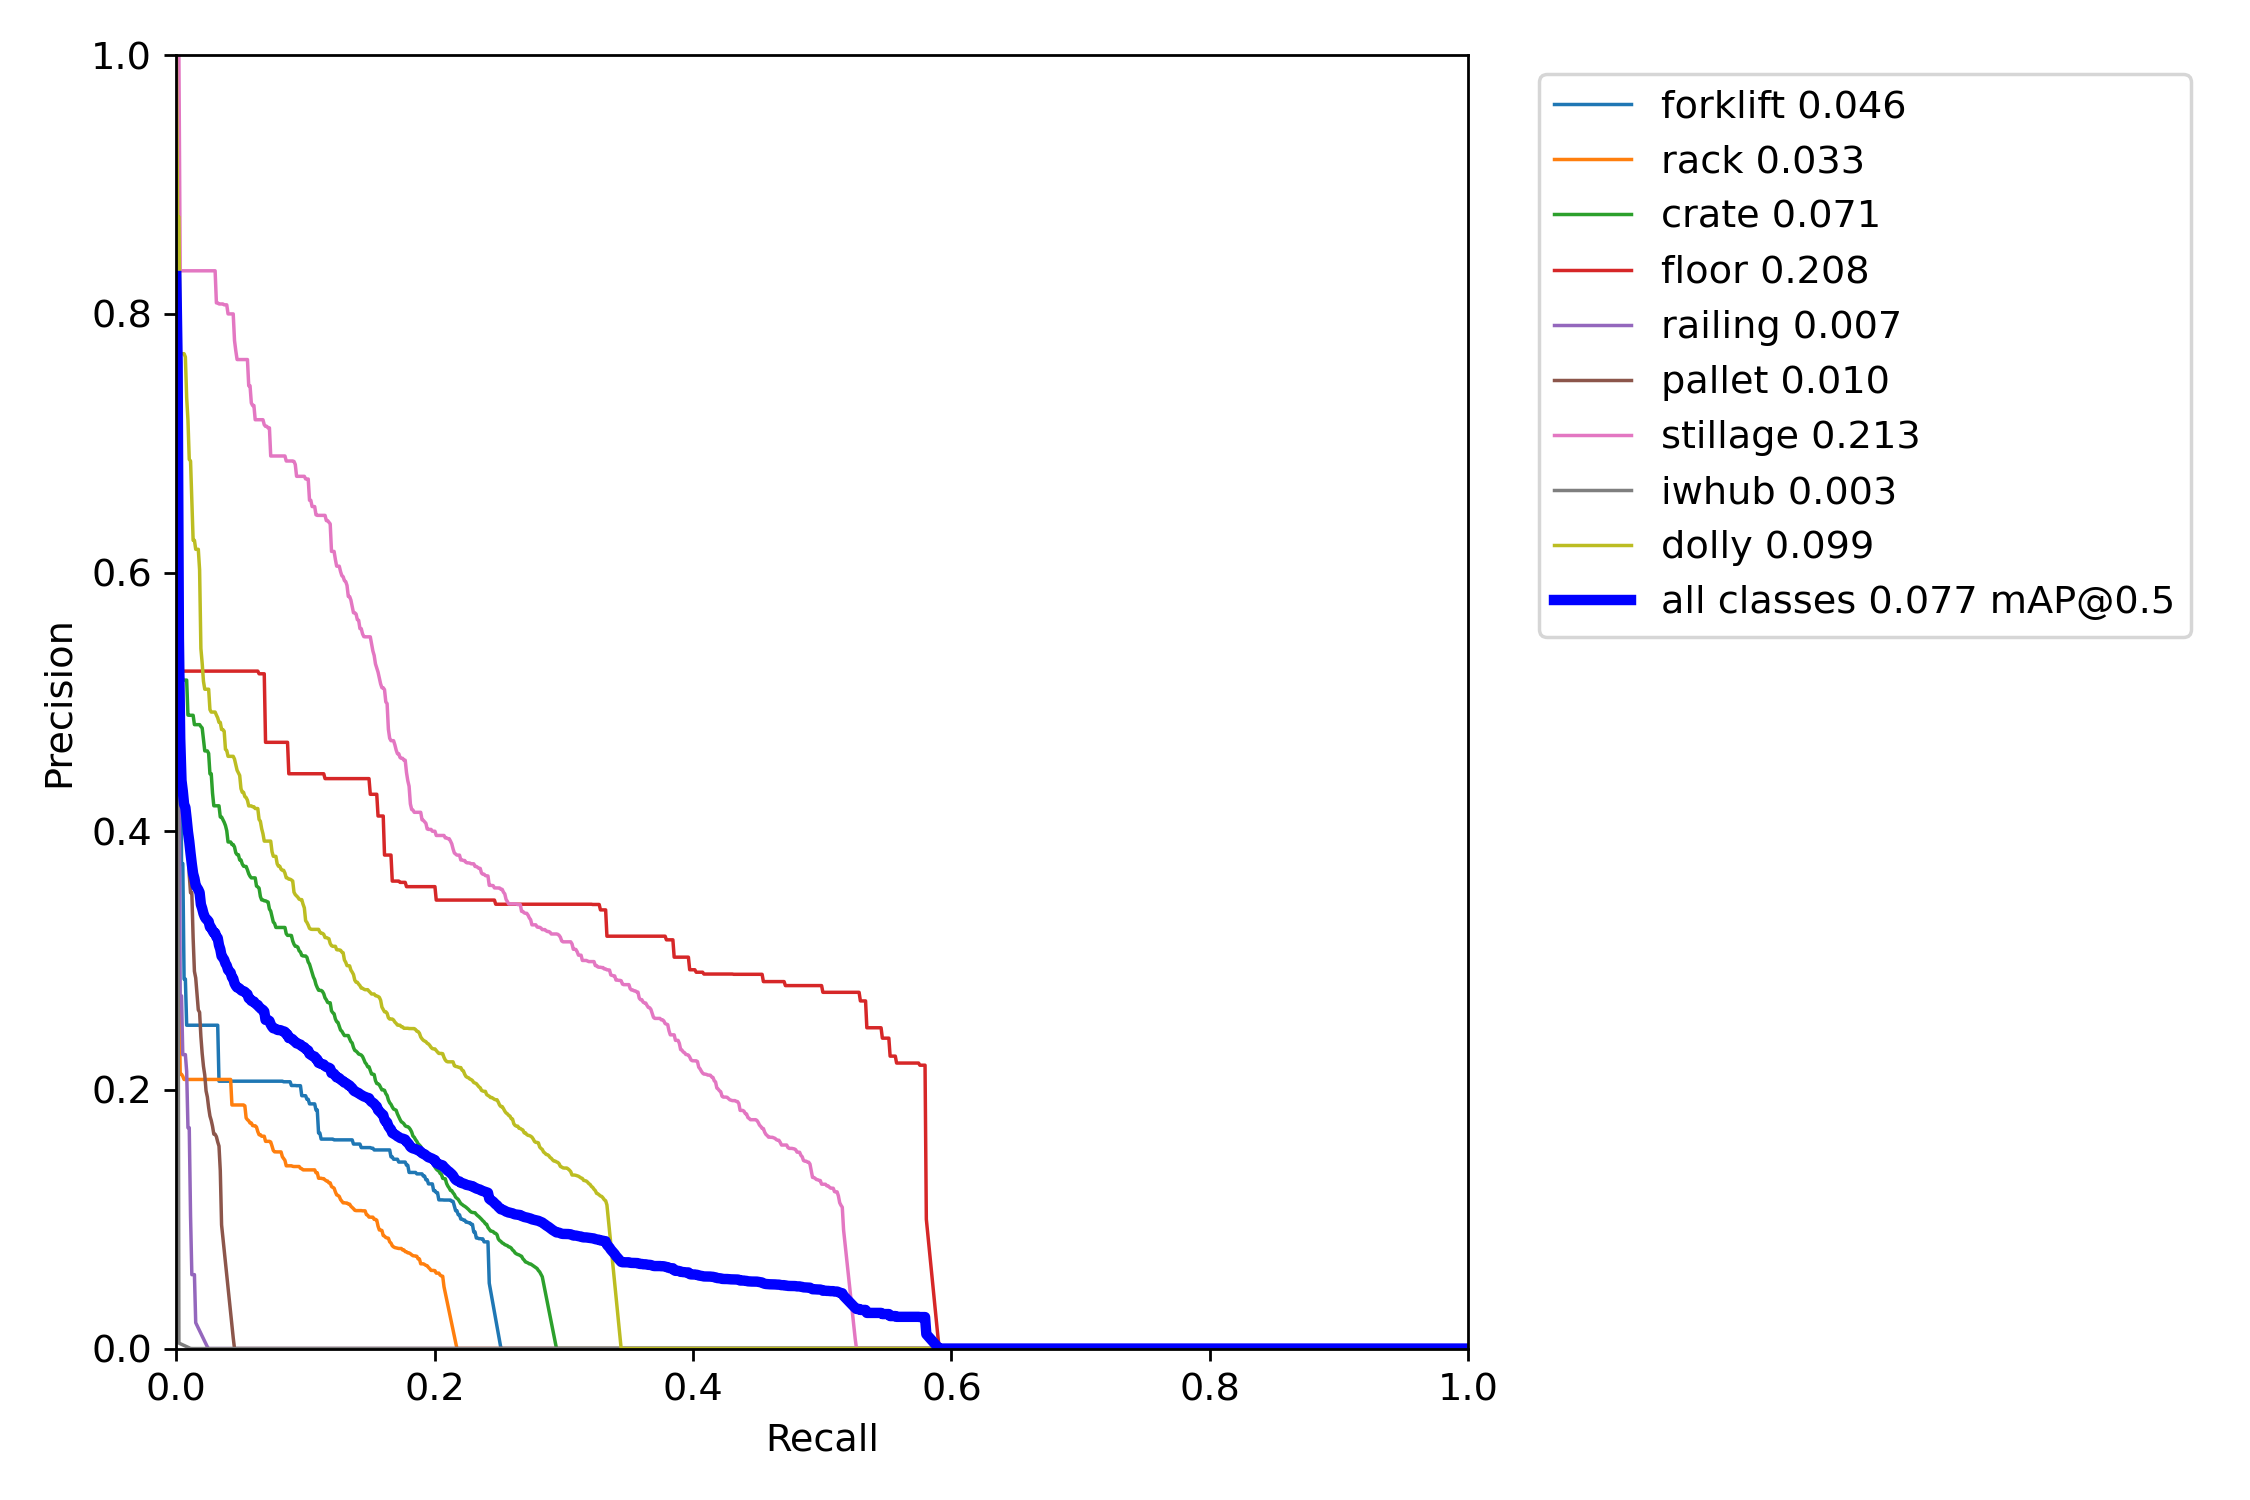 1.0
0.8
0.6
0.4
0.2
0.0
Precision
0.0 0.2 0.4 0.6 0.8 1.0
Recall
forklift 0.046
rack 0.033
crate 0.071
floor 0.208
railing 0.007
pallet 0.010
stillage 0.213
iwhub 0.003
dolly 0.099
all classes 0.077 mAP@0.5